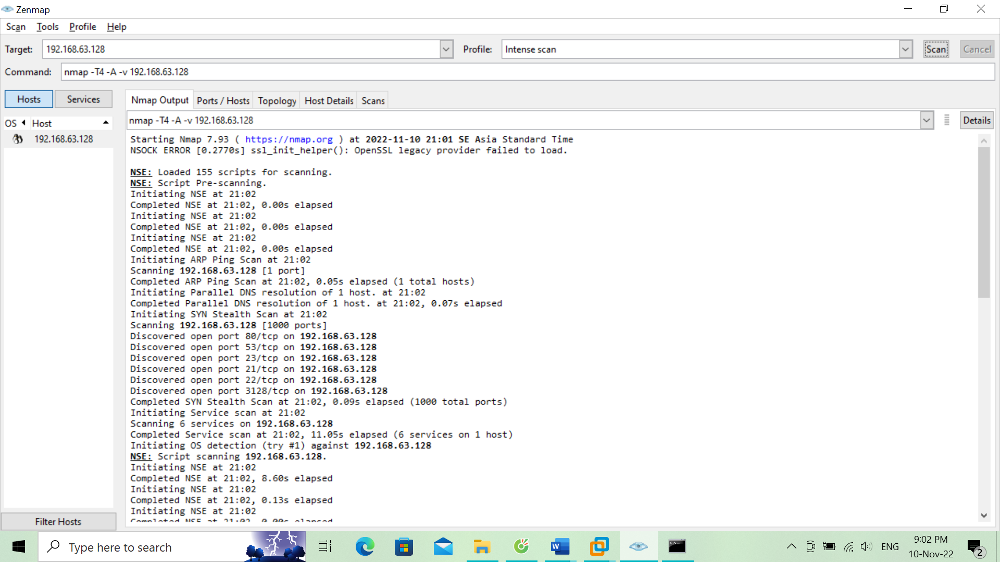 Zenmap
Scan Tools Profile Help
Target: 192.168.63.128 Profile: Intense scan Scan Cancel
Command: nmap -T4 -A -v 192.168.63.128
Hosts Services
Nmap Output Ports / Hosts Topology Host Details Scans
OS Host
192.168.63.128
nmap -T4 -A -v 192.168.63.128 Details
Starting Nmap 7.93 ( https://nmap.org ) at 2022-11-10 21:01 SE Asia Standard Time
NSOCK ERROR [0.2770s] ssl_init_helper(): OpenSSL legacy provider failed to load.
NSE: Loaded 155 scripts for scanning.
NSE: Script Pre-scanning.
Initiating NSE at 21:02
Completed NSE at 21:02, 0.00s elapsed
Initiating NSE at 21:02
Completed NSE at 21:02, 0.00s elapsed
Initiating NSE at 21:02
Completed NSE at 21:02, 0.00s elapsed
Initiating ARP Ping Scan at 21:02
Scanning 192.168.63.128 [1 port]
Completed ARP Ping Scan at 21:02, 0.05s elapsed (1 total hosts)
Initiating Parallel DNS resolution of 1 host. at 21:02
Completed Parallel DNS resolution of 1 host. at 21:02, 0.07s elapsed
Initiating SYN Stealth Scan at 21:02
Scanning 192.168.63.128 [1000 ports]
Discovered open port 80/tcp on 192.168.63.128
Discovered open port 53/tcp on 192.168.63.128
Discovered open port 23/tcp on 192.168.63.128
Discovered open port 21/tcp on 192.168.63.128
Discovered open port 22/tcp on 192.168.63.128
Discovered open port 3128/tcp on 192.168.63.128
Completed SYN Stealth Scan at 21:02, 0.09s elapsed (1000 total ports)
Initiating Service scan at 21:02
Scanning 6 services on 192.168.63.128
Completed Service scan at 21:02, 11.05s elapsed (6 services on 1 host)
Initiating OS detection (try #1) against 192.168.63.128
NSE: Script scanning 192.168.63.128.
Initiating NSE at 21:02
Completed NSE at 21:02, 8.60s elapsed
Initiating NSE at 21:02
Completed NSE at 21:02, 0.13s elapsed
Initiating NSE at 21:02
Completed NSE at 21:02, 0.00s elapsed
Filter Hosts
Type here to search
W
ENG
9:02 PM
10-Nov-22
2